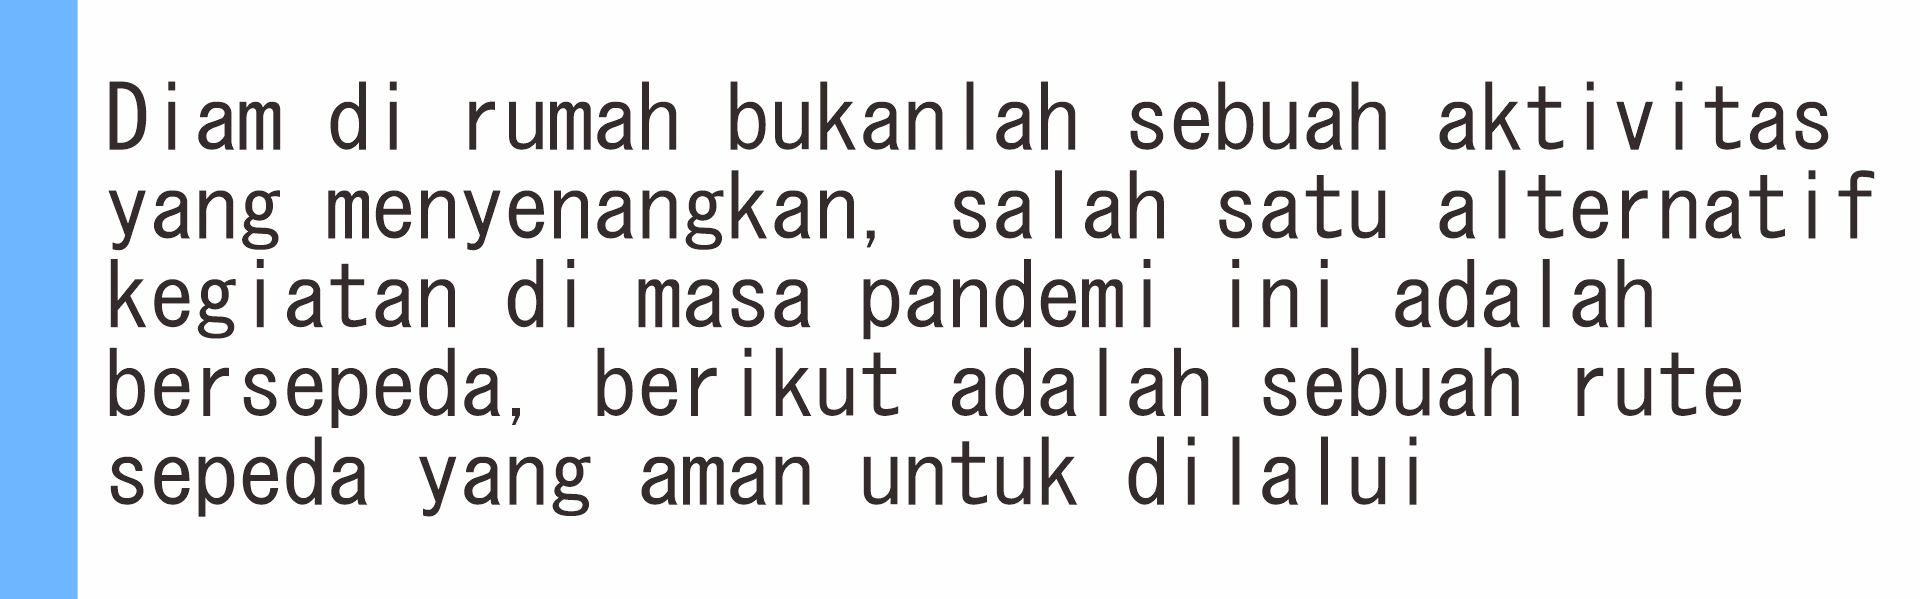 Diam di rumah bukanlah sebuah aktivitas
yang menyenangkan, salah satu alternatif
kegiatan di masa pandemi ini adalah
bersepeda, berikut adalah sebuah rute
sepeda yang aman untuk dilalui